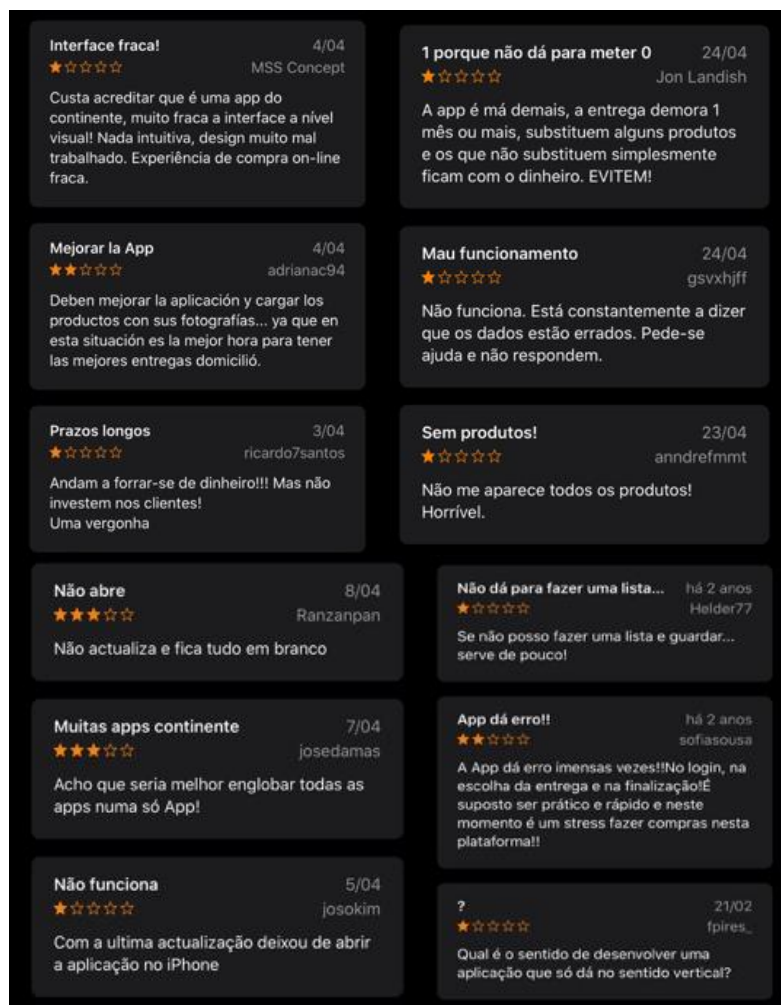 Interface fraca! 4/04
MSS Concept
Custa acreditar que é uma app do
continente, muito fraca a interface a nível
visual! Nada intuitiva, design muito mal
trabalhado. Experiência de compra on-line
fraca.
Mejorar la App 4/04
adrianac94
Deben mejorar la aplicación y cargar los
productos con sus fotografías... ya que en
esta situación es la mejor hora para tener
las mejores entregas domicilió.
Prazos longos 3/04
ricardo7santos
Andam a forrar-se de dinheiro!!! Mas não
investem nos clientes!
Uma vergonha
1 porque não dá para meter 0 24/04
Jon Landish
A app é má demais, a entrega demora 1
mês ou mais, substituem alguns produtos
e os que não substituem simplesmente
ficam com o dinheiro. EVITEM!
Mau funcionamento 24/04
gsvxhjff
Não funciona. Está constantemente a dizer
que os dados estão errados. Pede-se
ajuda e não respondem.
Sem produtos! 23/04
anndrefmmt
Não me aparece todos os produtos!
Horrível.
Não abre 8/04
Ranzanpan
Não actualiza e fica tudo em branco
Muitas apps continente 7/04
josedamas
Acho que seria melhor englobar todas as
apps numa só App!
Não funciona 5/04
josokim
Com a ultima actualização deixou de abrir
a aplicação no iPhone
Não dá para fazer uma lista... há 2 anos
Helder77
Se não posso fazer uma lista e guardar...
serve de pouco!
App dá erro!! há 2 anos
sofiasousa
A App dá erro imensas vezes!!No login, na
escolha da entrega e na finalização!É
suposto ser prático e rápido e neste
momento é um stress fazer compras nesta
plataforma!!
? 21/02
fpires_
Qual é o sentido de desenvolver uma
aplicação que só dá no sentido vertical?